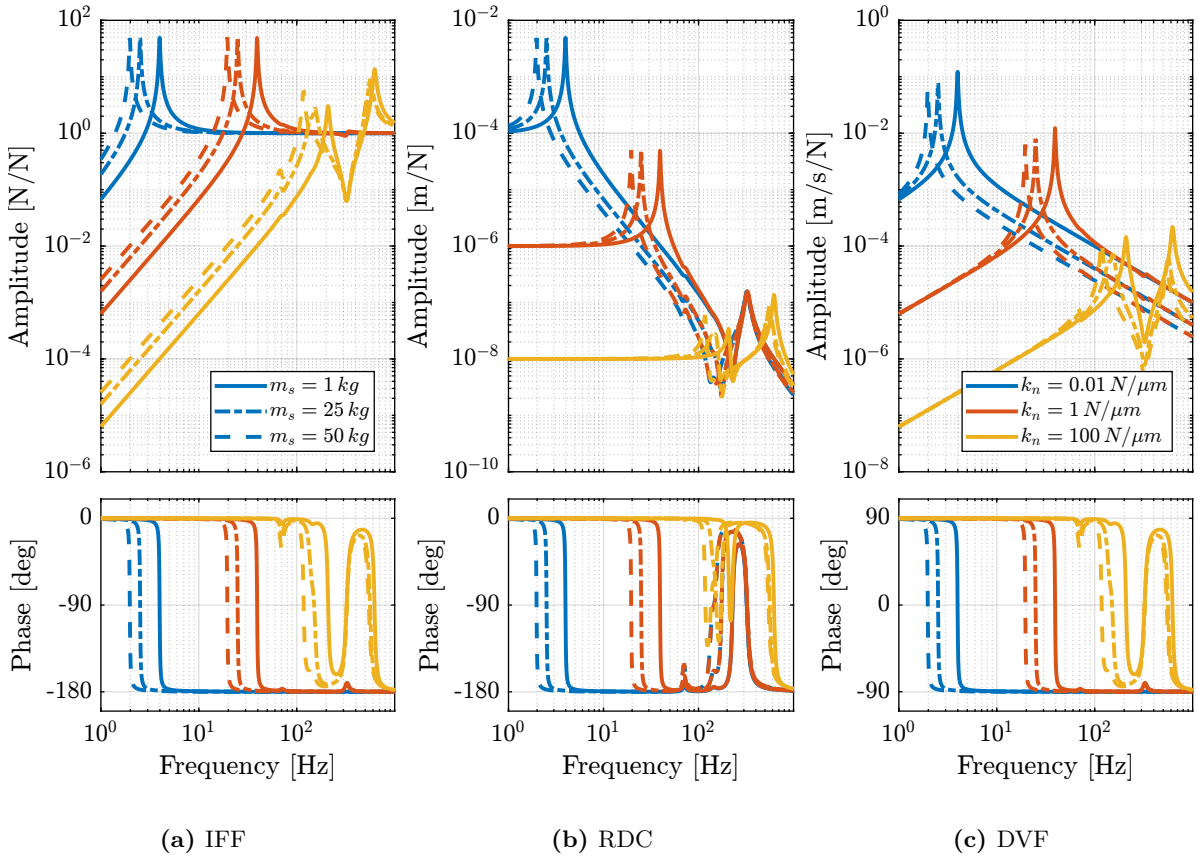 10^2
10^0
10^-2
10^-4
10^-6
Amplitude [N/N]
m_s = 1 kg
m_s = 25 kg
m_s = 50 kg
0
-90
-180
Phase [deg]
10^0 10^1 10^2
Frequency [Hz]
(a) IFF
10^-2
10^-4
10^-6
10^-8
10^-10
Amplitude [m/N]
0
-90
-180
Phase [deg]
10^0 10^1 10^2
Frequency [Hz]
(b) RDC
10^0
10^-2
10^-4
10^-6
10^-8
Amplitude [m/s/N]
k_n = 0.01 N/μm
k_n = 1 N/μm
k_n = 100 N/μm
90
0
-90
Phase [deg]
10^0 10^1 10^2
Frequency [Hz]
(c) DVF